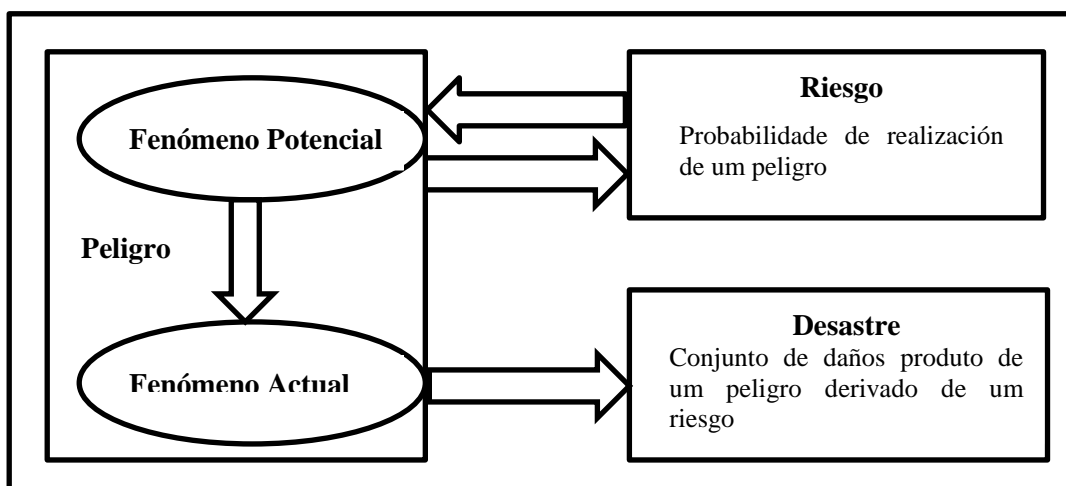 Fenómeno Potencial
Peligro
Fenómeno Actual
Riesgo
Probabilidade de realización
de um peligro
Desastre
Conjunto de daños produto de
um peligro derivado de um
riesgo